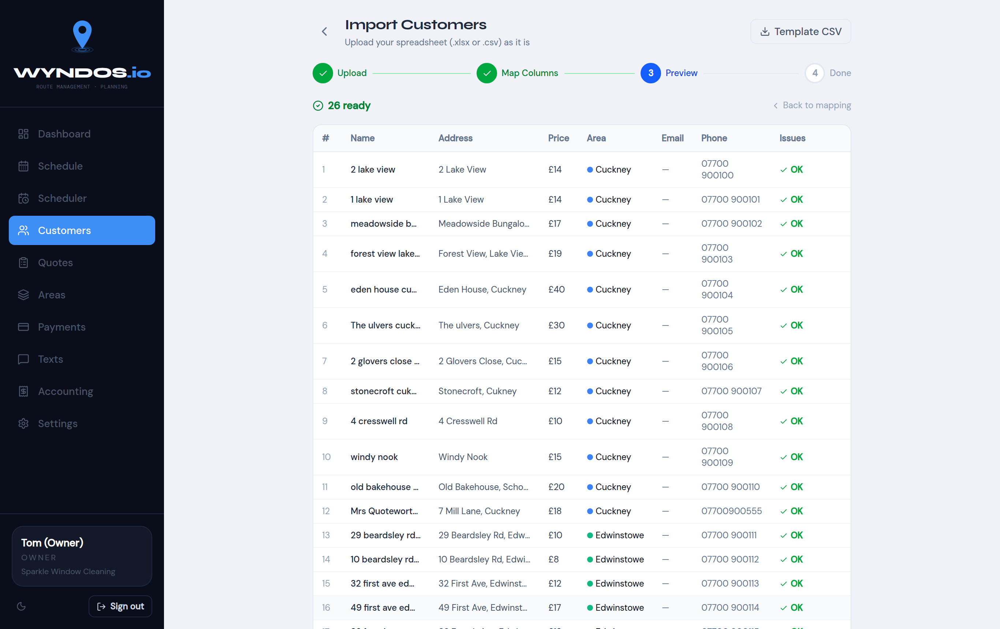 WYNDOS.io
ROUTE MANAGEMENT · PLANNING
Dashboard
Schedule
Scheduler
Customers
Quotes
Areas
Payments
Texts
Accounting
Settings
Tom (Owner)
OWNER
Sparkle Window Cleaning
Sign out
Import Customers
Upload your spreadsheet (.xlsx or .csv) as it is
Template CSV
Upload
Map Columns
3 Preview
4 Done
26 ready
Back to mapping
# Name Address Price Area Email Phone Issues
1 2 lake view 2 Lake View £14 Cuckney — 07700 900100 OK
2 1 lake view 1 Lake View £14 Cuckney — 07700 900101 OK
3 meadowside b... Meadowside Bungalo... £17 Cuckney — 07700 900102 OK
4 forest view lake... Forest View, Lake Vie... £19 Cuckney — 07700 900103 OK
5 eden house cu... Eden House, Cuckney £40 Cuckney — 07700 900104 OK
6 The ulvers cuck... The ulvers, Cuckney £30 Cuckney — 07700 900105 OK
7 2 glovers close ... 2 Glovers Close, Cuc... £15 Cuckney — 07700 900106 OK
8 stonecroft cuk... Stonecroft, Cukney £12 Cuckney — 07700 900107 OK
9 4 cresswell rd 4 Cresswell Rd £10 Cuckney — 07700 900108 OK
10 windy nook Windy Nook £15 Cuckney — 07700 900109 OK
11 old bakehouse ... Old Bakehouse, Scho... £20 Cuckney — 07700 900110 OK
12 Mrs Quotewort... 7 Mill Lane, Cuckney £18 Cuckney — 07700900555 OK
13 29 beardsley rd... 29 Beardsley Rd, Edw... £10 Edwinstowe — 07700 900111 OK
14 10 beardsley rd... 10 Beardsley Rd, Edwi... £8 Edwinstowe — 07700 900112 OK
15 32 first ave ed... 32 First Ave, Edwinst... £12 Edwinstowe — 07700 900113 OK
16 49 first ave ed... 49 First Ave, Edwinst... £17 Edwinstowe — 07700 900114 OK